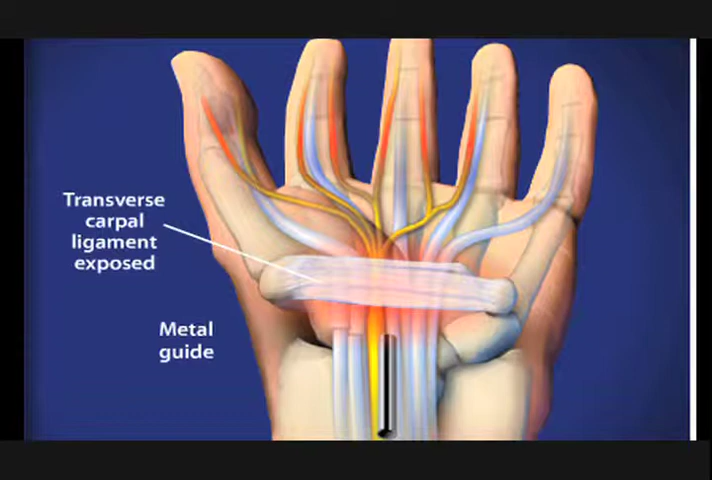 Transverse
carpal
ligament
exposed
Metal
guide